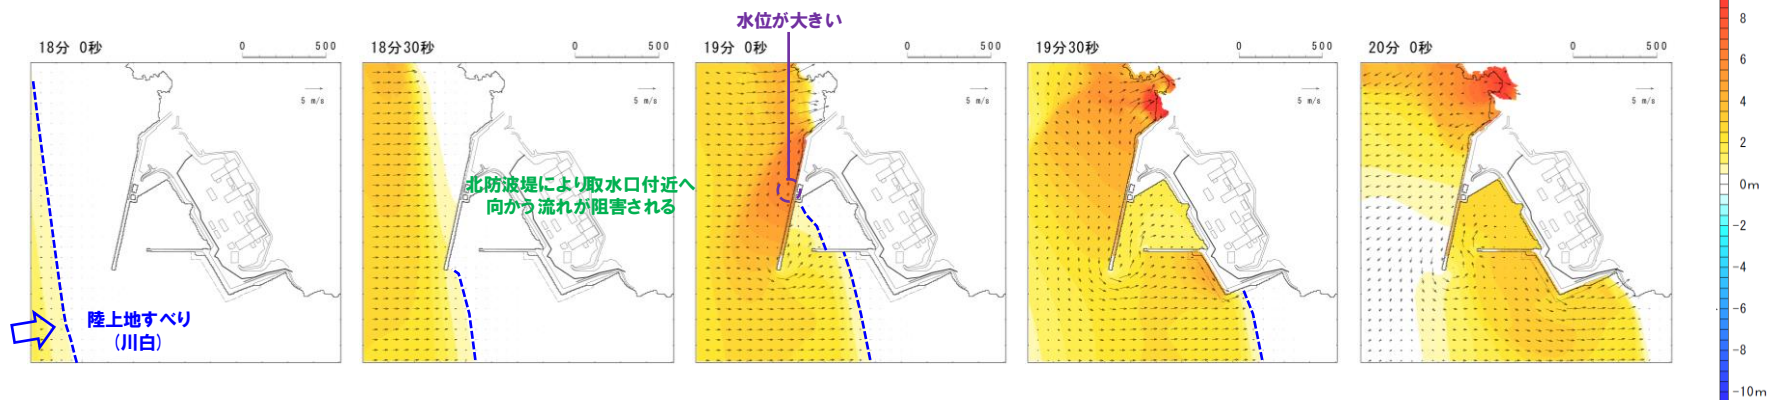 水位が大きい
18分 0秒
0 500
18分30秒
0 500
19分 0秒
0 500
19分30秒
0 500
20分 0秒
0 500
5 m/s
5 m/s
5 m/s
5 m/s
5 m/s
北防波堤により取水口付近へ
向かう流れが阻害される
陸上地すべり
(川白)
8
6
4
2
0m
-2
-4
-6
-8
-10m